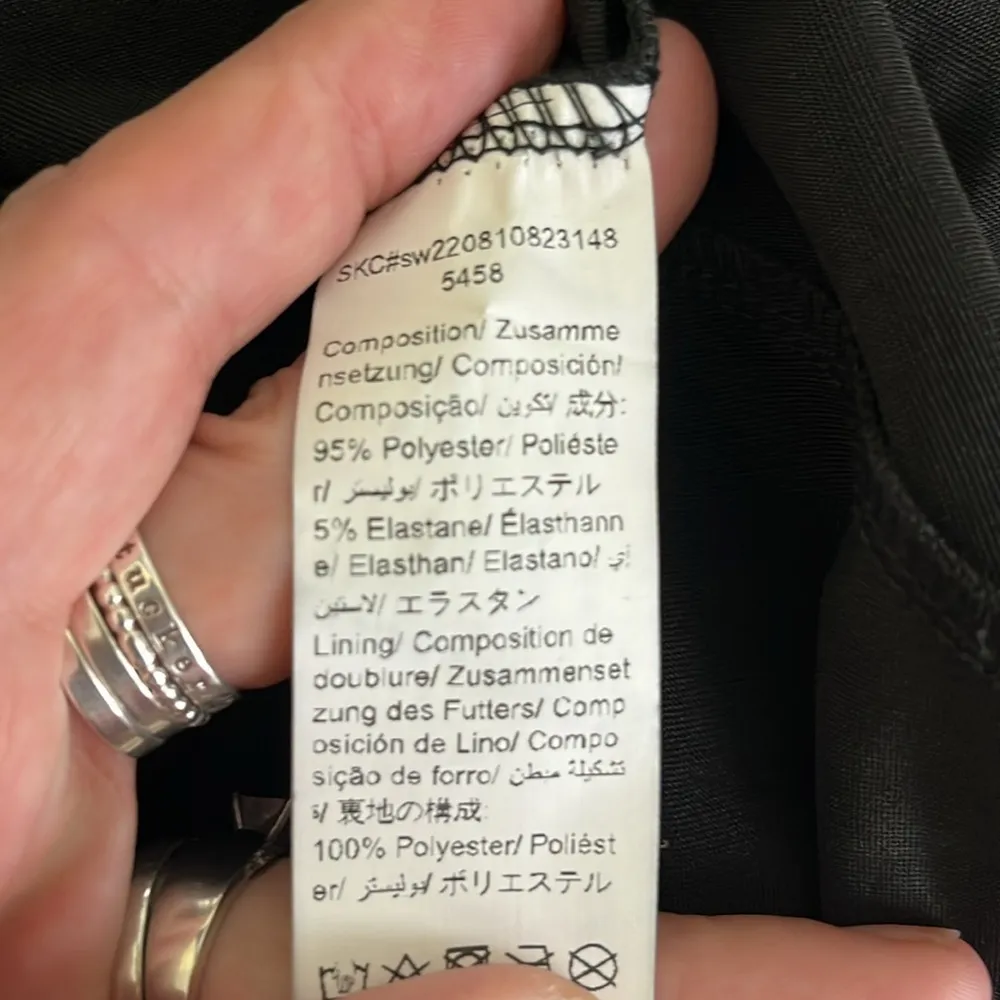 SKC#sw220810823148
5458
Composition/ Zusamme
nsetzung/ Composición/
Composição/ تكوين/ 成分:
95% Polyester/ Poliéste
r/ بوليستر/ ポリエステル
5% Elastane/ Élasthann
e/ Elasthan/ Elastano/ إي
لاستين/ エラスタン
Lining/ Composition de
doublure/ Zusammenset
zung des Futters/ Comp
osición de Lino/ Compo
sição de forro/ تشكيلة مبطن
ة/ 裏地の構成:
100% Polyester/ Poliést
er/ بوليستر/ ポリエステル